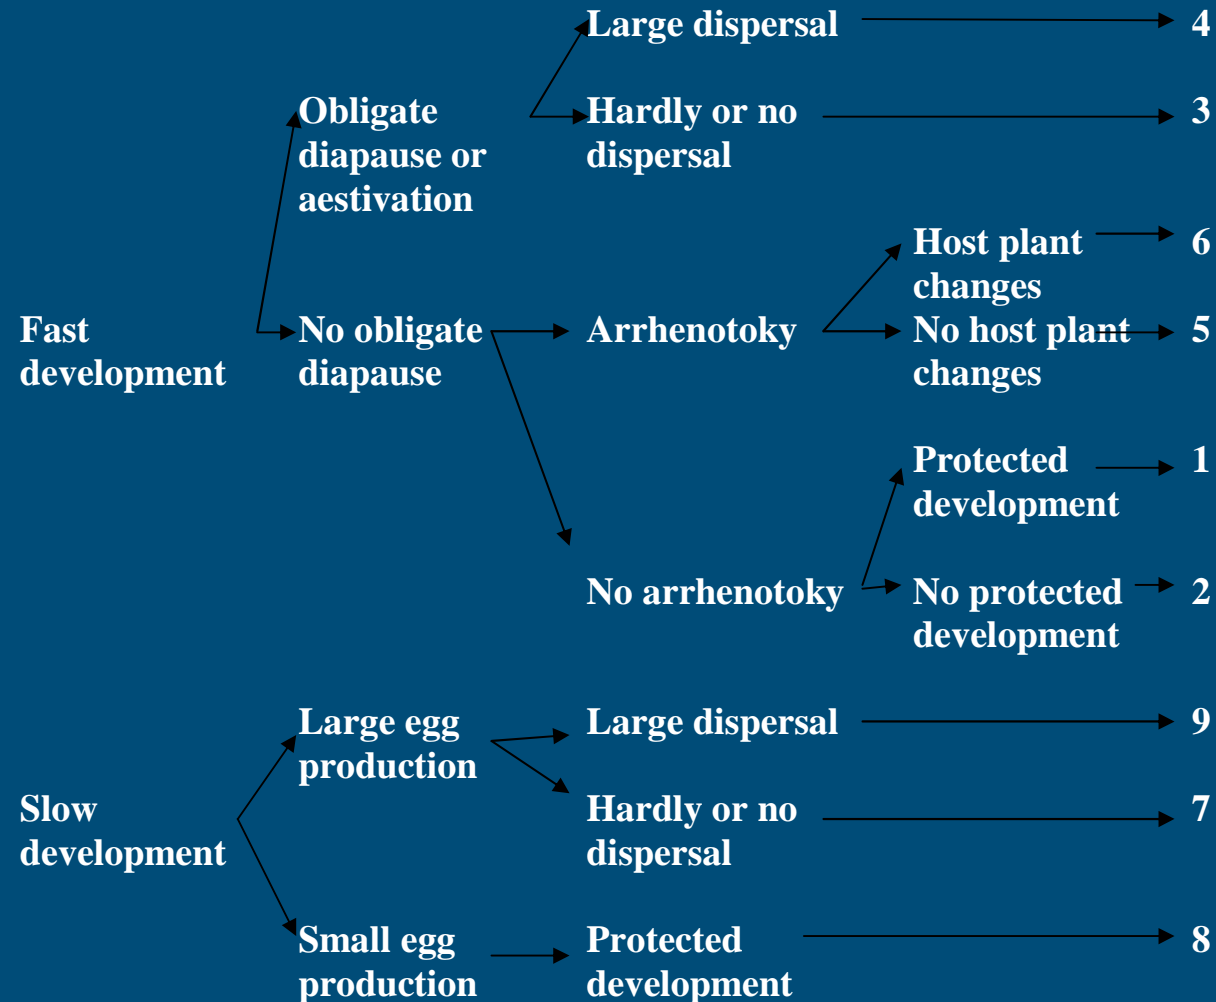 Large dispersal 4
Obligate
diapause or
aestivation
Hardly or no
dispersal
3
Host plant
changes
6
Fast
development
No obligate
diapause
Arrhenotoky
No host plant
changes
5
Protected
development
1
No arrhenotoky
No protected
development
2
Large egg
production
Large dispersal
9
Slow
development
Hardly or no
dispersal
7
Small egg
production
Protected
development
8